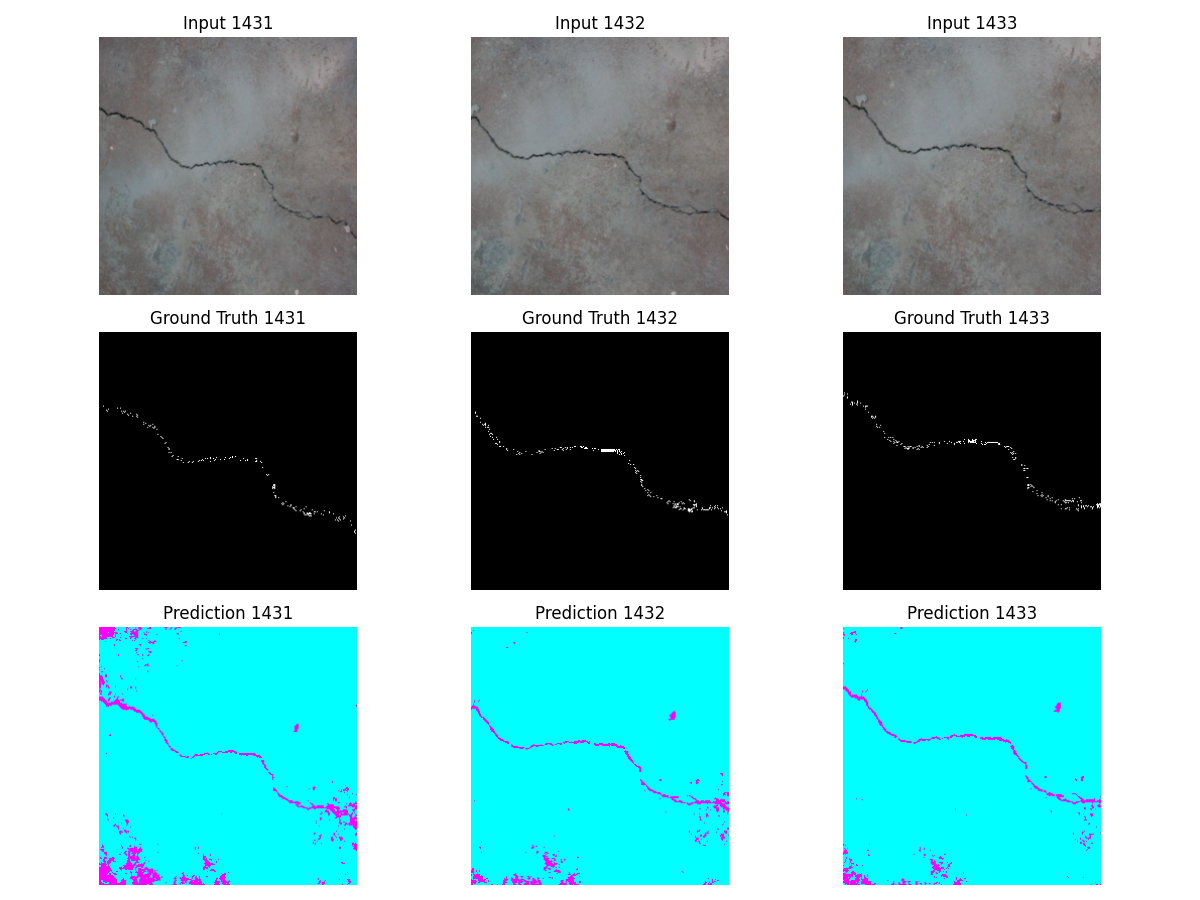 Input 1431
Input 1432
Input 1433
Ground Truth 1431
Ground Truth 1432
Ground Truth 1433
Prediction 1431
Prediction 1432
Prediction 1433